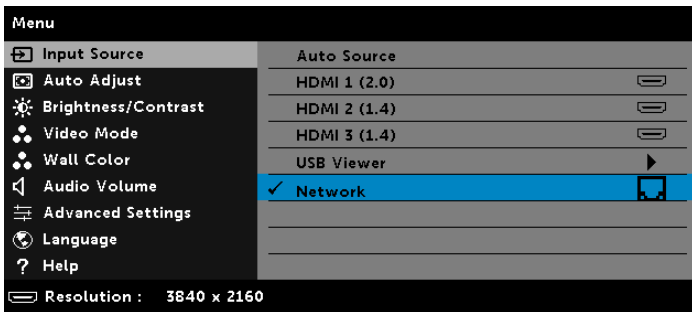 Menu
Input Source
Auto Adjust
Brightness/Contrast
Video Mode
Wall Color
Audio Volume
Advanced Settings
Language
? Help
Auto Source
HDMI 1 (2.0)
HDMI 2 (1.4)
HDMI 3 (1.4)
USB Viewer
✓ Network
Resolution : 3840 x 2160